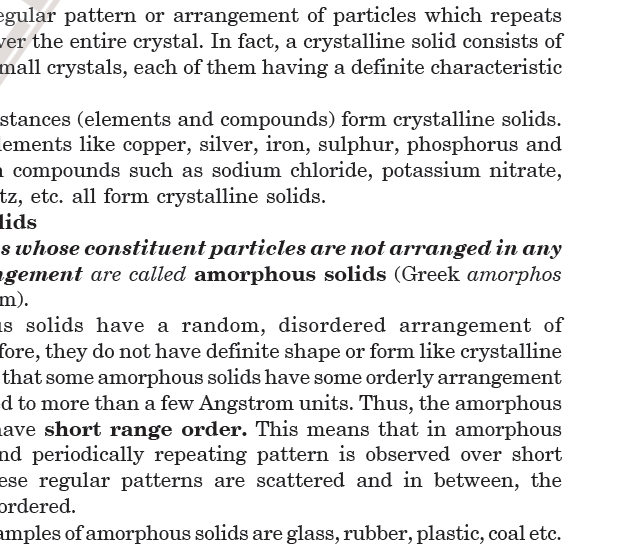 egular pattern or arrangement of particles which repeats
ver the entire crystal. In fact, a crystalline solid consists of
mall crystals, each of them having a definite characteristic
stances (elements and compounds) form crystalline solids.
lements like copper, silver, iron, sulphur, phosphorus and
compounds such as sodium chloride, potassium nitrate,
tz, etc. all form crystalline solids.
lids
s whose constituent particles are not arranged in any
ngement are called amorphous solids (Greek amorphos
m).
us solids have a random, disordered arrangement of
fore, they do not have definite shape or form like crystalline
that some amorphous solids have some orderly arrangement
d to more than a few Angstrom units. Thus, the amorphous
have short range order. This means that in amorphous
nd periodically repeating pattern is observed over short
ese regular patterns are scattered and in between, the
ordered.
amples of amorphous solids are glass, rubber, plastic, coal etc.